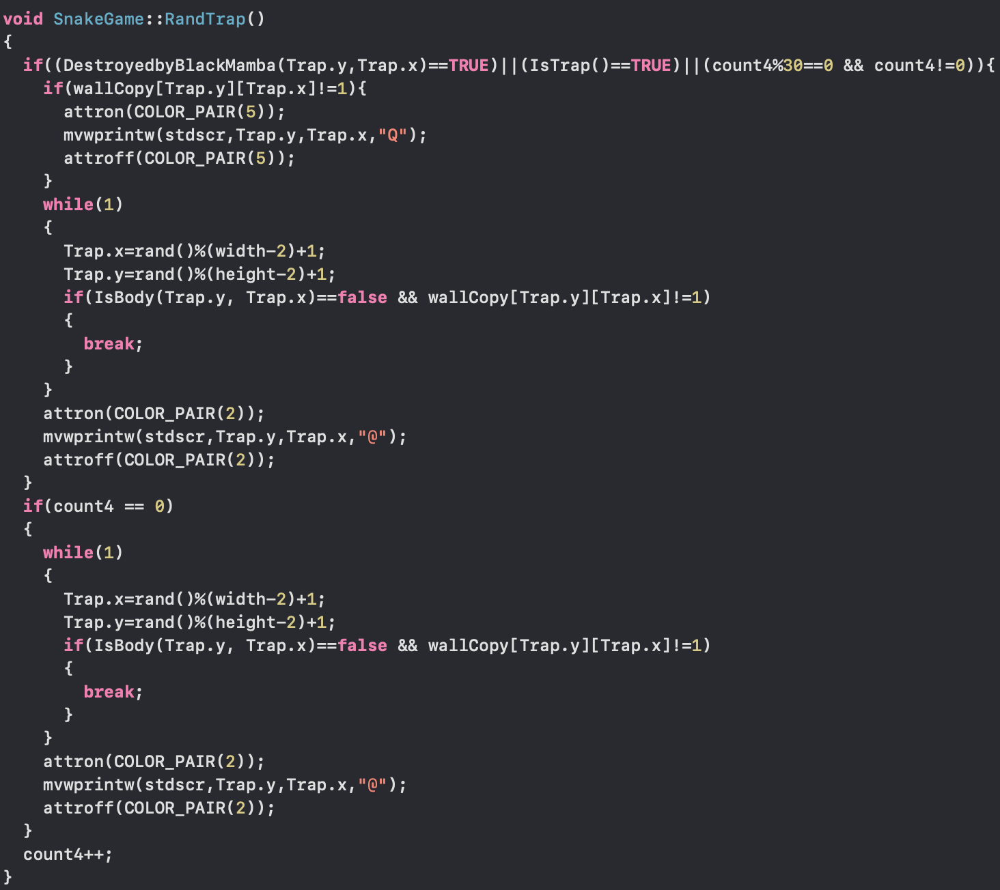 void SnakeGame::RandTrap()
{
  if((DestroyedbyBlackMamba(Trap.y,Trap.x)==TRUE)||(IsTrap()==TRUE)||(count4%30==0 && count4!=0)){
    if(wallCopy[Trap.y][Trap.x]!=1){
      attron(COLOR_PAIR(5));
      mvwprintw(stdscr,Trap.y,Trap.x,"Q");
      attroff(COLOR_PAIR(5));
    }
    while(1)
    {
      Trap.x=rand()%(width-2)+1;
      Trap.y=rand()%(height-2)+1;
      if(IsBody(Trap.y, Trap.x)==false && wallCopy[Trap.y][Trap.x]!=1)
      {
        break;
      }
    }
    attron(COLOR_PAIR(2));
    mvwprintw(stdscr,Trap.y,Trap.x,"@");
    attroff(COLOR_PAIR(2));
  }
  if(count4 == 0)
  {
    while(1)
    {
      Trap.x=rand()%(width-2)+1;
      Trap.y=rand()%(height-2)+1;
      if(IsBody(Trap.y, Trap.x)==false && wallCopy[Trap.y][Trap.x]!=1)
      {
        break;
      }
    }
    attron(COLOR_PAIR(2));
    mvwprintw(stdscr,Trap.y,Trap.x,"@");
    attroff(COLOR_PAIR(2));
  }
  count4++;
}